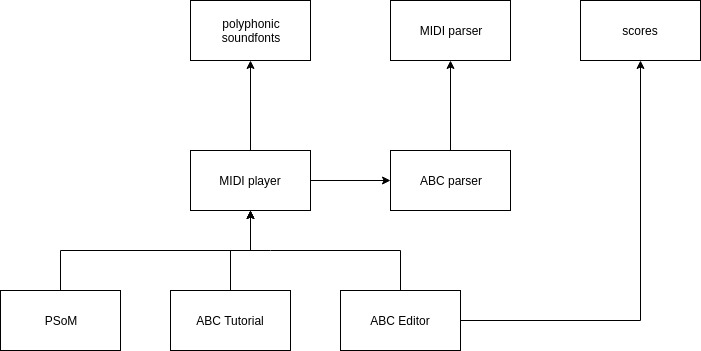 polyphonic
soundfonts
MIDI parser
scores
MIDI player
ABC parser
PSoM
ABC Tutorial
ABC Editor